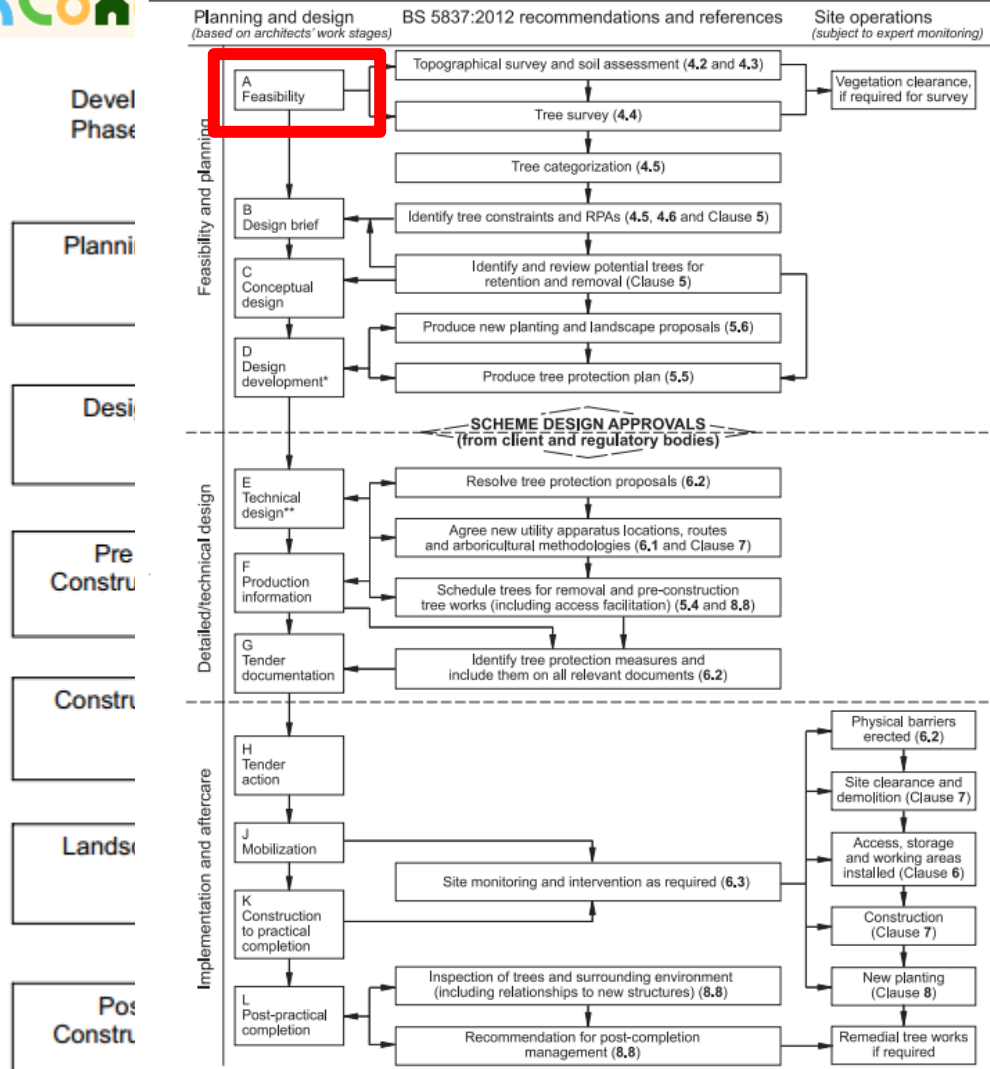 Planning and design
(based on architects' work stages)
BS 5837:2012 recommendations and references
Site operations
(subject to expert monitoring)
Feasibility and planning
A
Feasibility
Topographical survey and soil assessment (4.2 and 4.3)
Tree survey (4.4)
Vegetation clearance,
if required for survey
Tree categorization (4.5)
B
Design brief
Identify tree constraints and RPAs (4.5, 4.6 and Clause 5)
C
Conceptual
design
Identify and review potential trees for
retention and removal (Clause 5)
D
Design
development*
Produce new planting and landscape proposals (5.6)
Produce tree protection plan (5.5)
SCHEME DESIGN APPROVALS
(from client and regulatory bodies)
Detailed/technical design
E
Technical
design**
Resolve tree protection proposals (6.2)
Agree new utility apparatus locations, routes
and arboricultural methodologies (6.1 and Clause 7)
F
Production
information
Schedule trees for removal and pre-construction
tree works (including access facilitation) (5.4 and 8.8)
G
Tender
documentation
Identify tree protection measures and
include them on all relevant documents (6.2)
Implementation and aftercare
H
Tender
action
J
Mobilization
K
Construction
to practical
completion
Site monitoring and intervention as required (6.3)
L
Post-practical
completion
Inspection of trees and surrounding environment
(including relationships to new structures) (8.8)
Recommendation for post-completion
management (8.8)
Physical barriers
erected (6.2)
Site clearance and
demolition (Clause 7)
Access, storage
and working areas
installed (Clause 6)
Construction
(Clause 7)
New planting
(Clause 8)
Remedial tree works
if required
Devel
Phase
Planni
Desi
Pre
Constru
Constru
Lands
Pos
Constru